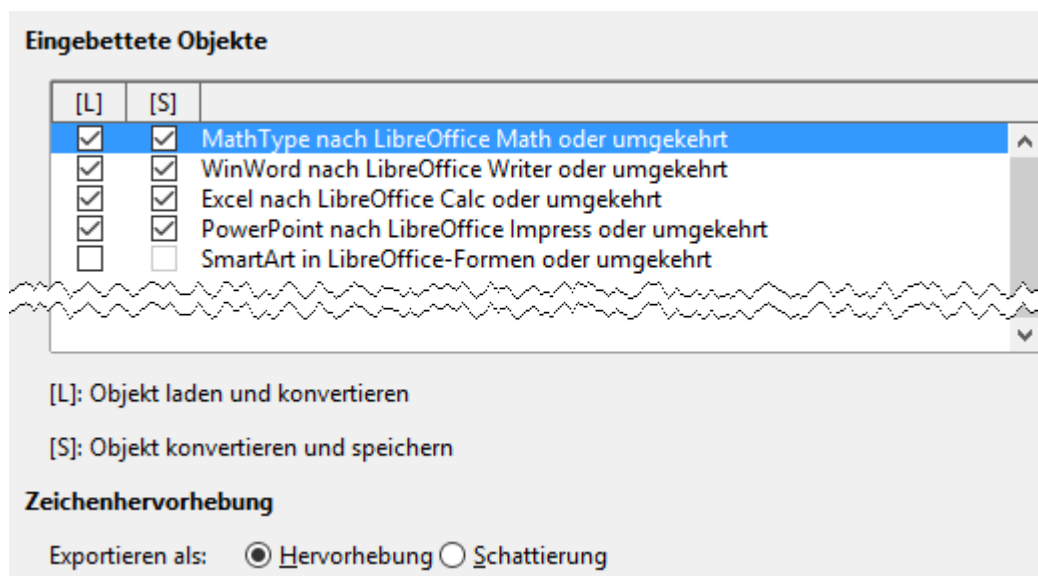 Eingebettete Objekte
[L] [S]
MathType nach LibreOffice Math oder umgekehrt
WinWord nach LibreOffice Writer oder umgekehrt
Excel nach LibreOffice Calc oder umgekehrt
PowerPoint nach LibreOffice Impress oder umgekehrt
SmartArt in LibreOffice-Formen oder umgekehrt
[L]: Objekt laden und konvertieren
[S]: Objekt konvertieren und speichern
Zeichenhervorhebung
Exportieren als: Hervorhebung Schattierung